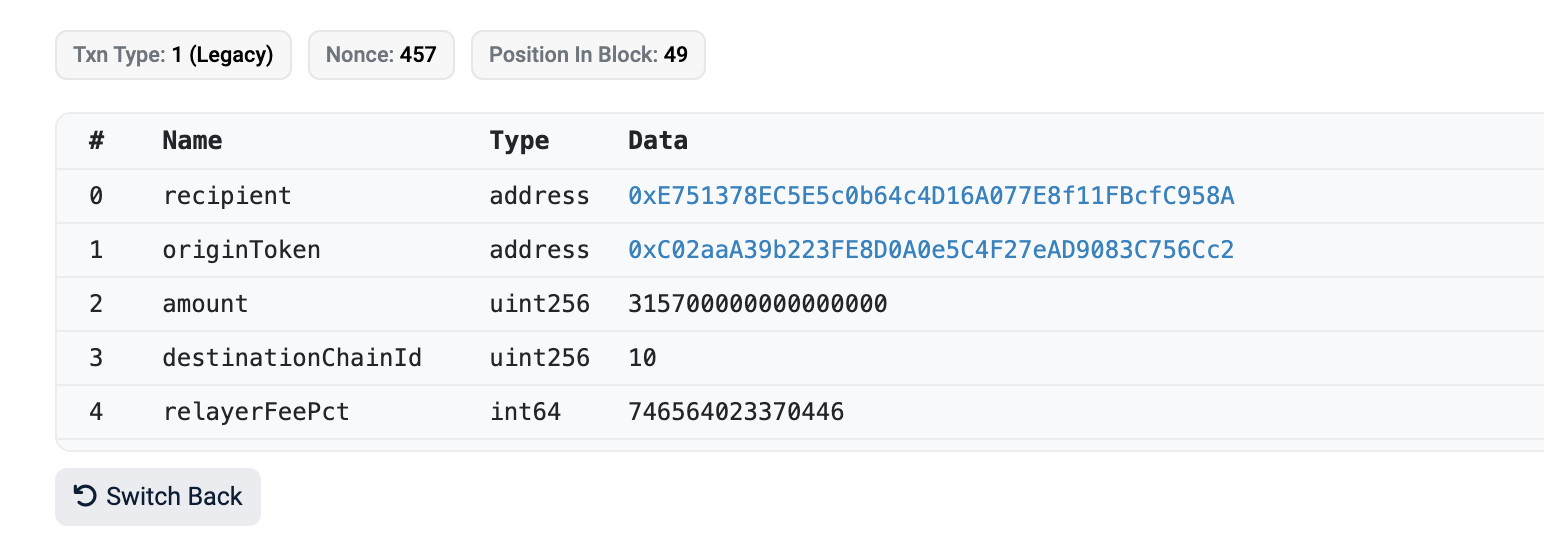 Txn Type: 1 (Legacy) Nonce: 457 Position In Block: 49
# Name Type Data
0 recipient address 0xE751378EC5E5c0b64c4D16A077E8f11FBcfC958A
1 originToken address 0xC02aaA39b223FE8D0A0e5C4F27eAD9083C756Cc2
2 amount uint256 315700000000000000
3 destinationChainId uint256 10
4 relayerFeePct int64 746564023370446
Switch Back